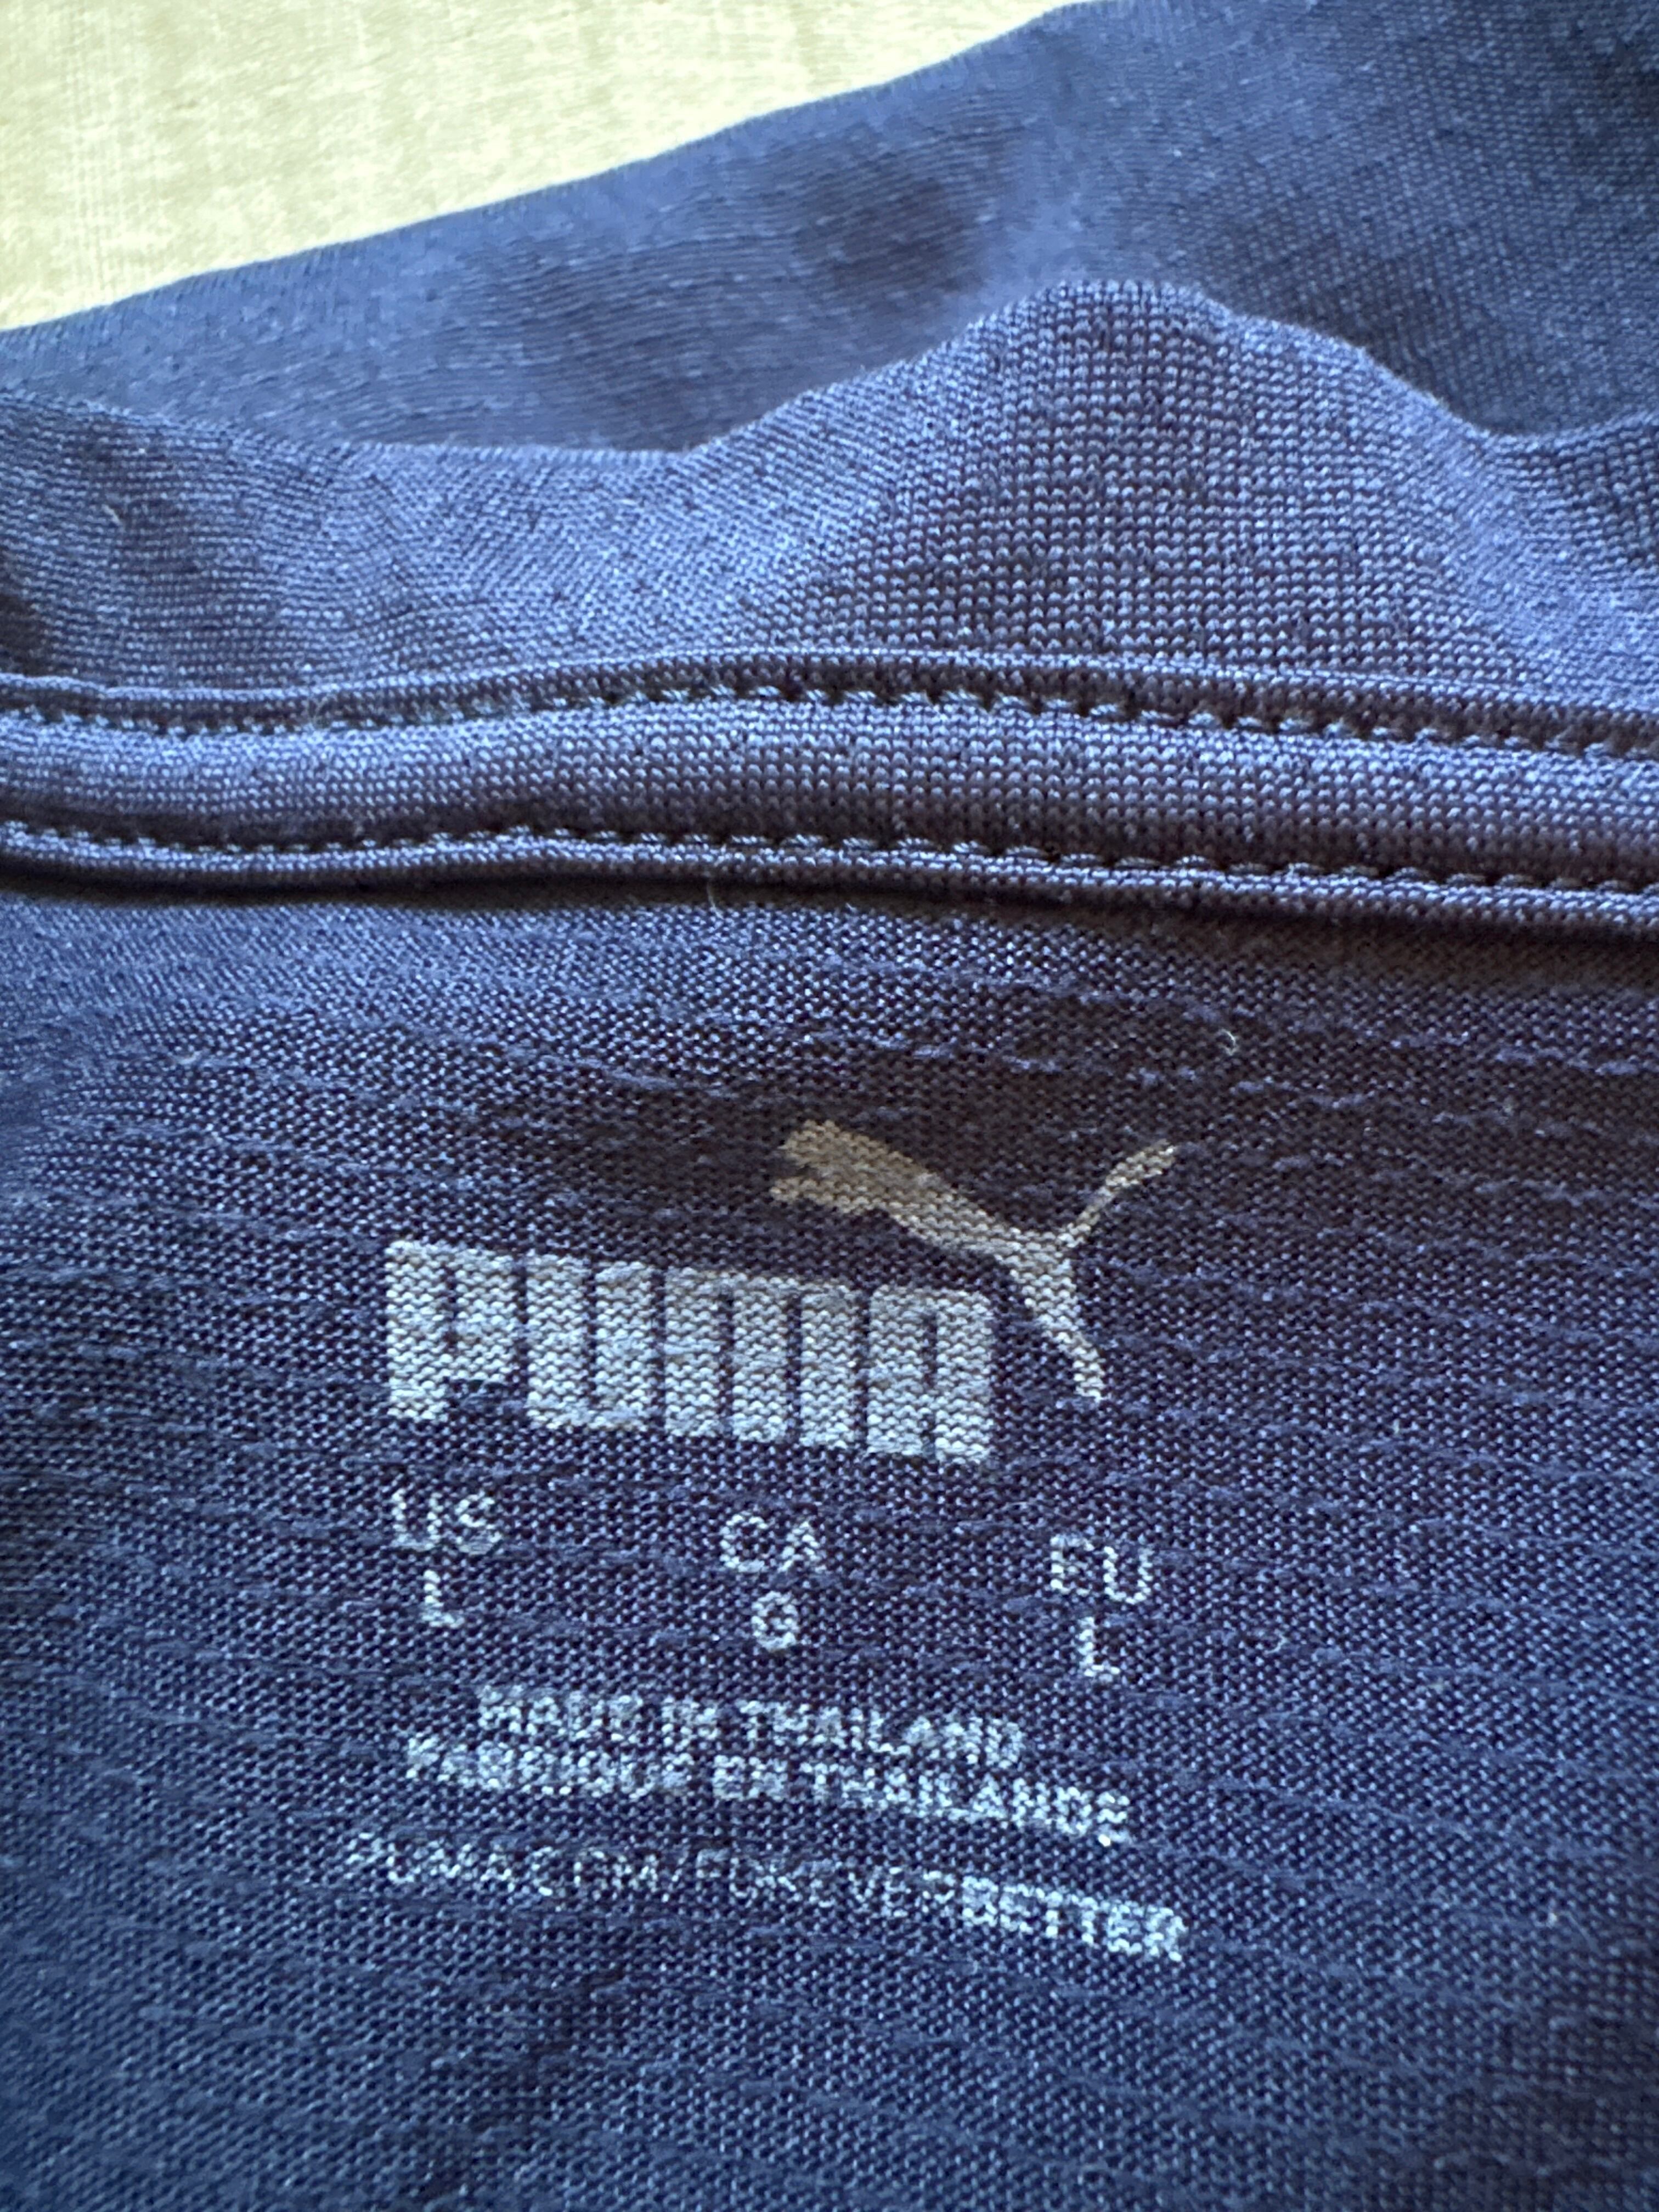 PUMA
US CA EU
L G L
MADE IN THAILAND
FABRIQUÉ EN THAÏLANDE
PUMA.COM/FOREVERBETTER